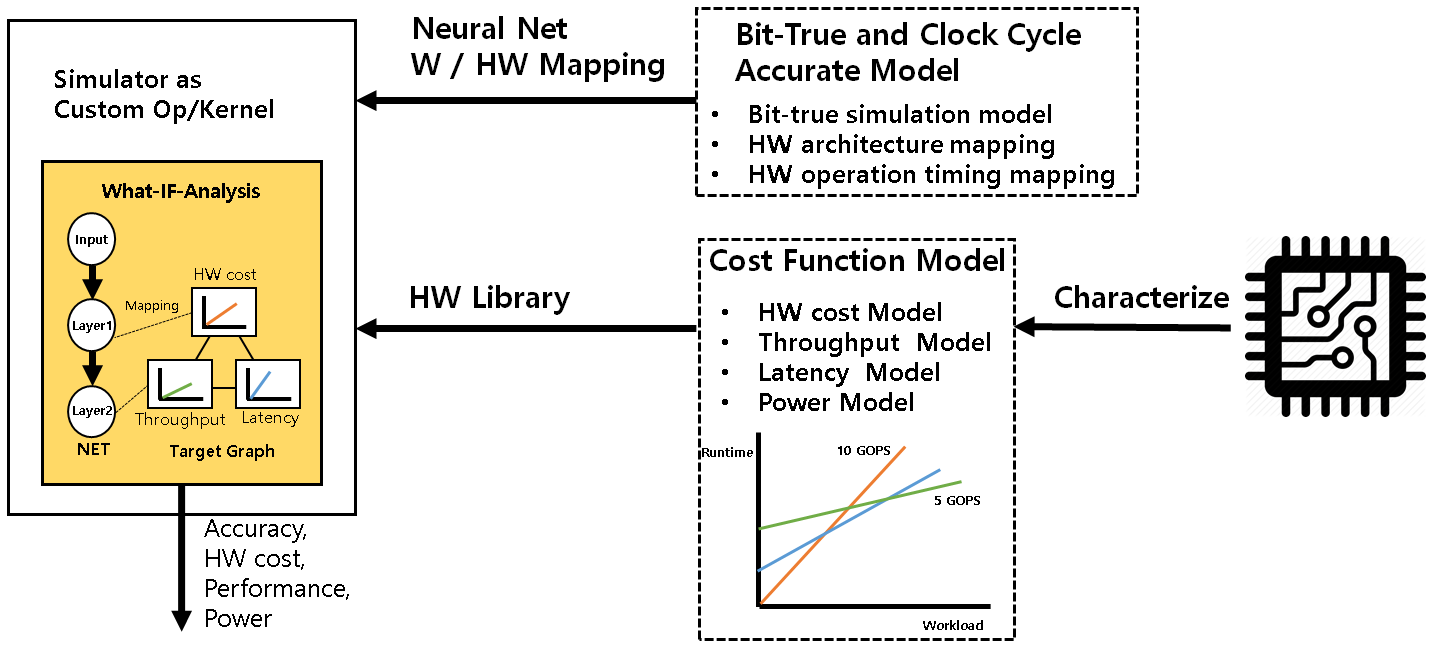 Simulator as
Custom Op/Kernel
What-IF-Analysis
Input
HW cost
Mapping
Layer1
Layer2
Throughput
Latency
NET
Target Graph
Accuracy,
HW cost,
Performance,
Power
Neural Net
W / HW Mapping
Bit-True and Clock Cycle
Accurate Model
• Bit-true simulation model
• HW architecture mapping
• HW operation timing mapping
HW Library
Cost Function Model
• HW cost Model
• Throughput Model
• Latency Model
• Power Model
Runtime
10 GOPS
5 GOPS
Workload
Characterize